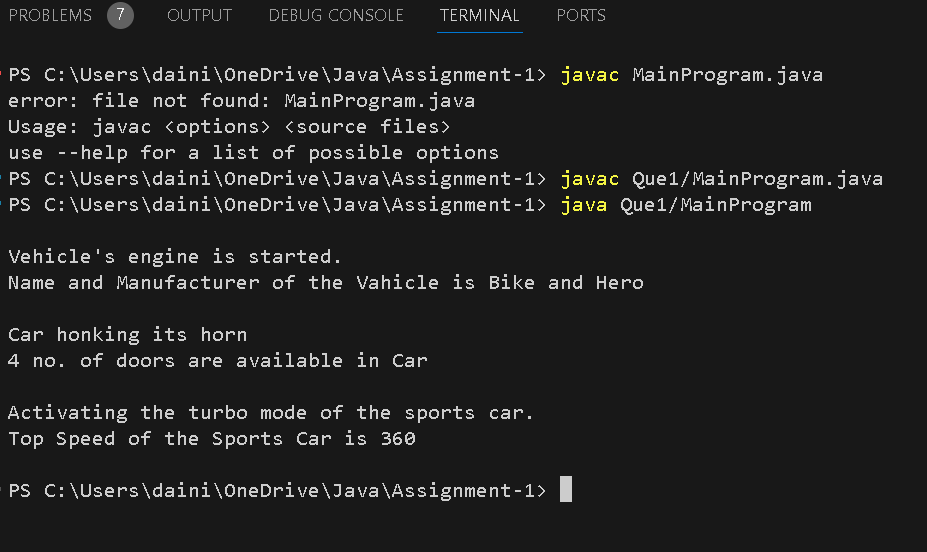 PROBLEMS 7 OUTPUT DEBUG CONSOLE TERMINAL PORTS
PS C:\Users\daini\OneDrive\Java\Assignment-1> javac MainProgram.java
error: file not found: MainProgram.java
Usage: javac <options> <source files>
use --help for a list of possible options
PS C:\Users\daini\OneDrive\Java\Assignment-1> javac Que1/MainProgram.java
PS C:\Users\daini\OneDrive\Java\Assignment-1> java Que1/MainProgram
Vehicle's engine is started.
Name and Manufacturer of the Vahicle is Bike and Hero
Car honking its horn
4 no. of doors are available in Car
Activating the turbo mode of the sports car.
Top Speed of the Sports Car is 360
PS C:\Users\daini\OneDrive\Java\Assignment-1>